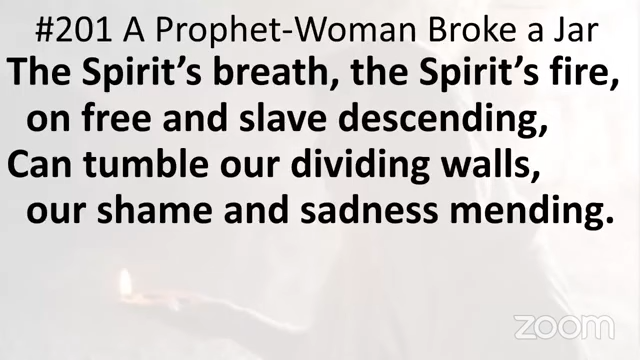 #201 A Prophet-Woman Broke a Jar
The Spirit’s breath, the Spirit’s fire,
on free and slave descending,
Can tumble our dividing walls,
our shame and sadness mending.
zoom